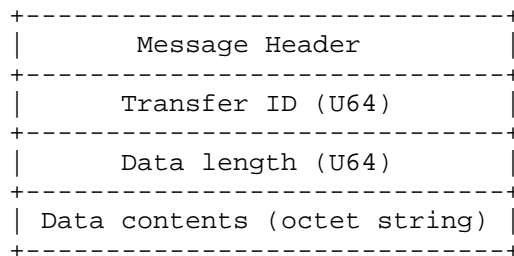 +-----------------------------+
|       Message Header        |
+-----------------------------+
|      Transfer ID (U64)      |
+-----------------------------+
|      Data length (U64)      |
+-----------------------------+
| Data contents (octet string) |
+-----------------------------+